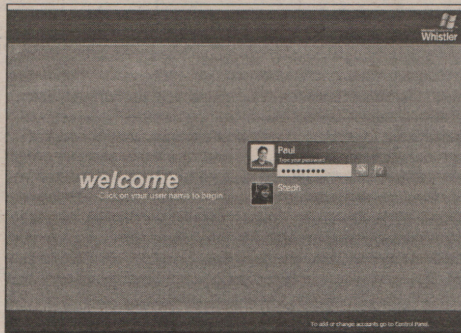 Whistler
Paul
Type your password
welcome
Click on your user name to begin
Steph
To add or change accounts go to Control Panel.